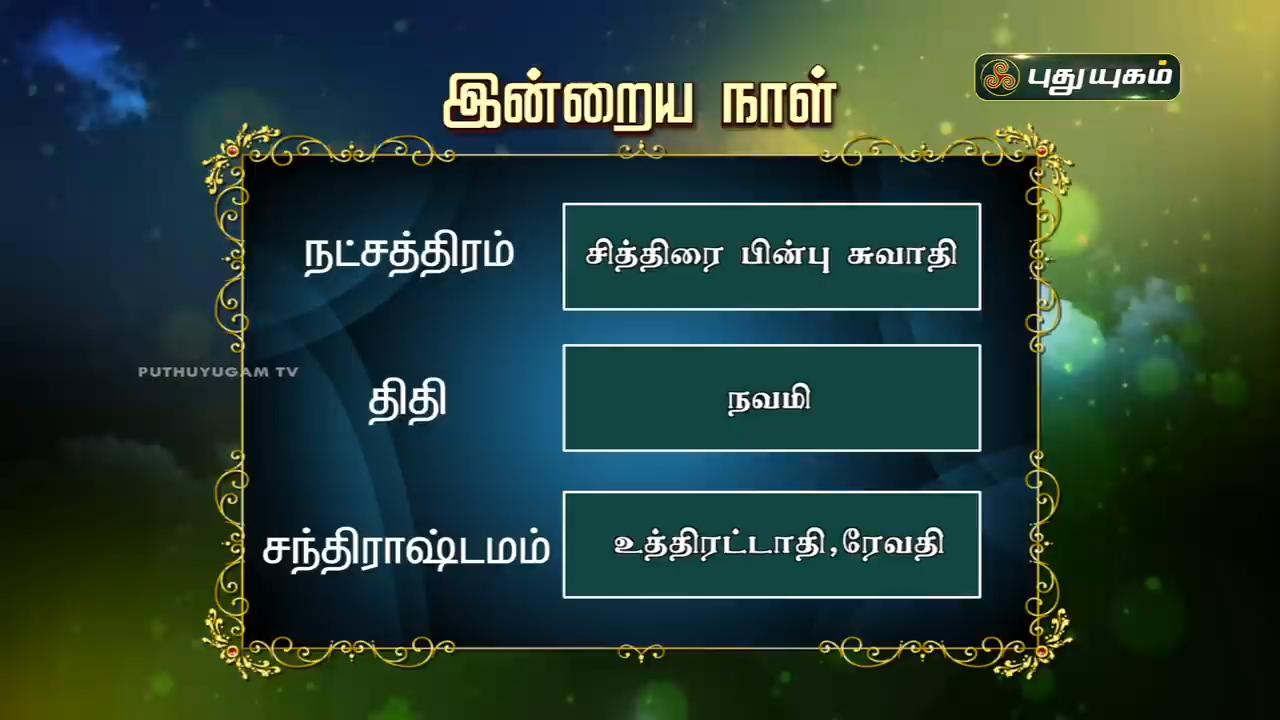 இன்றைய நாள்
புதுயுகம்
நட்சத்திரம்
சித்திரை பின்பு சுவாதி
PUTHUYUGAM TV
திதி
நவமி
சந்திராஷ்டமம்
உத்திரட்டாதி,ரேவதி